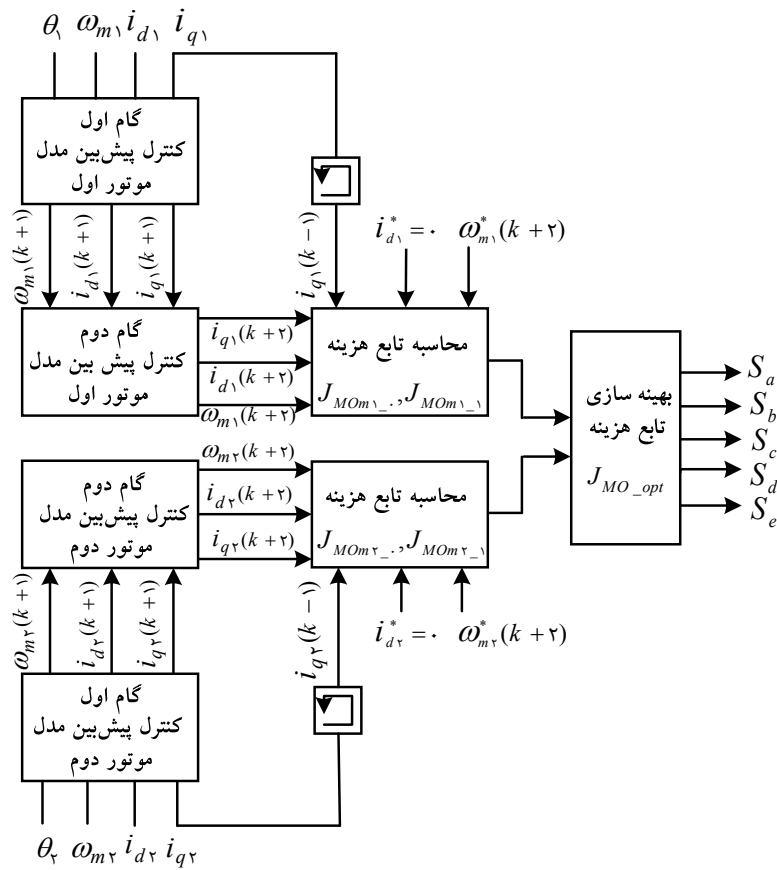 θ۱ ωm۱ id۱ iq۱
گام اول
کنترل پیش‌بین مدل
موتور اول
ωm۱(k+۱)
id۱(k+۱)
iq۱(k+۱)
iq۱(k−۱)
i*d۱=۰ ω*m۱(k+۲)
گام دوم
کنترل پیش بین مدل
موتور اول
iq۱(k+۲)
id۱(k+۲)
ωm۱(k+۲)
محاسبه تابع هزینه
JMOm۱_۰,JMOm۱_۱
بهینه سازی
تابع هزینه
JMO_opt
Sa
Sb
Sc
Sd
Se
گام دوم
کنترل پیش‌بین مدل
موتور دوم
ωm۲(k+۲)
id۲(k+۲)
iq۲(k+۲)
محاسبه تابع هزینه
JMOm۲_۰,JMOm۲_۱
ωm۲(k+۱)
id۲(k+۱)
iq۲(k+۱)
iq۲(k−۱)
i*d۲=۰ ω*m۲(k+۲)
گام اول
کنترل پیش‌بین مدل
موتور دوم
θ۲ ωm۲ id۲ iq۲